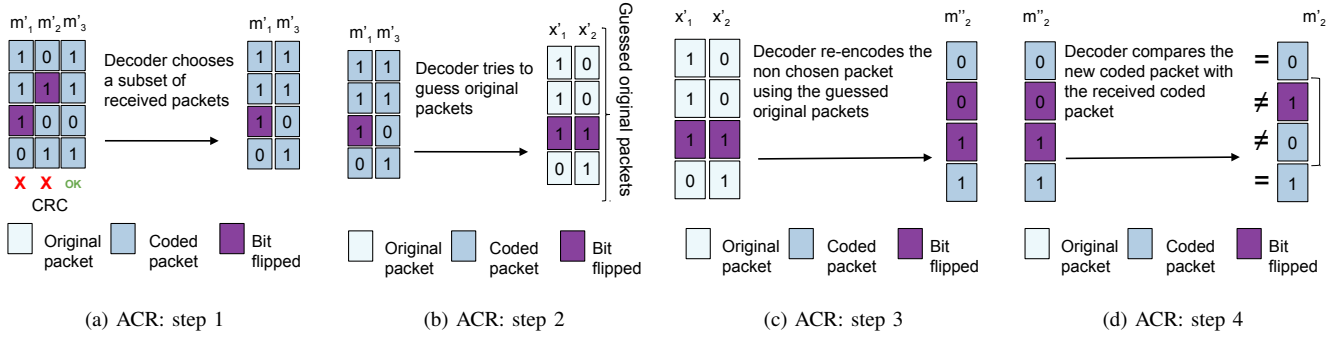 m'1 m'2 m'3
1 0 1
1 1 1
1 0 0
0 1 1
X X OK
CRC
Decoder chooses
a subset of
received packets
m'1 m'3
1 1
1 1
1 0
0 1
Original
packet
Coded
packet
Bit
flipped
(a) ACR: step 1
m'1 m'3
1 1
1 1
1 0
0 1
Decoder tries to
guess original
packets
x'1 x'2
1 0
1 0
1 1
0 1
Guessed original packets
Original
packet
Coded
packet
Bit
flipped
(b) ACR: step 2
x'1 x'2
1 0
1 0
1 1
0 1
Decoder re-encodes the
non chosen packet
using the guessed
original packets
m''2
0
0
1
1
Original
packet
Coded
packet
Bit
flipped
(c) ACR: step 3
m''2
0
0
1
1
Decoder compares the
new coded packet with
the received coded
packet
m'2
= 0
≠ 1
≠ 0
= 1
Original
packet
Coded
packet
Bit
flipped
(d) ACR: step 4